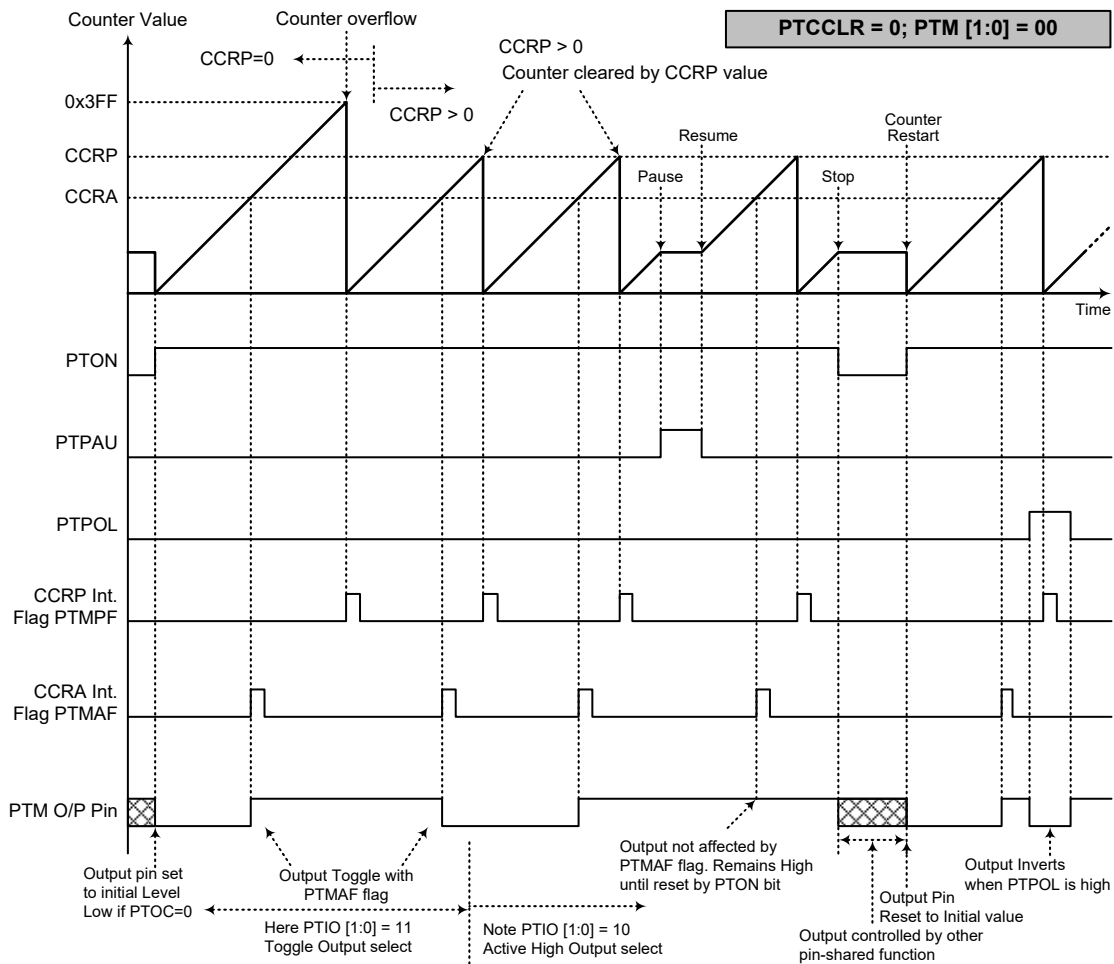 Counter Value
Counter overflow
PTCCLR = 0; PTM [1:0] = 00
CCRP=0
CCRP > 0
CCRP > 0
Counter cleared by CCRP value
0x3FF
CCRP
CCRA
Pause
Resume
Stop
Counter
Restart
Time
PTON
PTPAU
PTPOL
CCRP Int.
Flag PTMPF
CCRA Int.
Flag PTMAF
PTM O/P Pin
Output pin set
to initial Level
Low if PTOC=0
Output Toggle with
PTMAF flag
Here PTIO [1:0] = 11
Toggle Output select
Note PTIO [1:0] = 10
Active High Output select
Output not affected by
PTMAF flag. Remains High
until reset by PTON bit
Output Pin
Reset to Initial value
Output controlled by other
pin-shared function
Output Inverts
when PTPOL is high